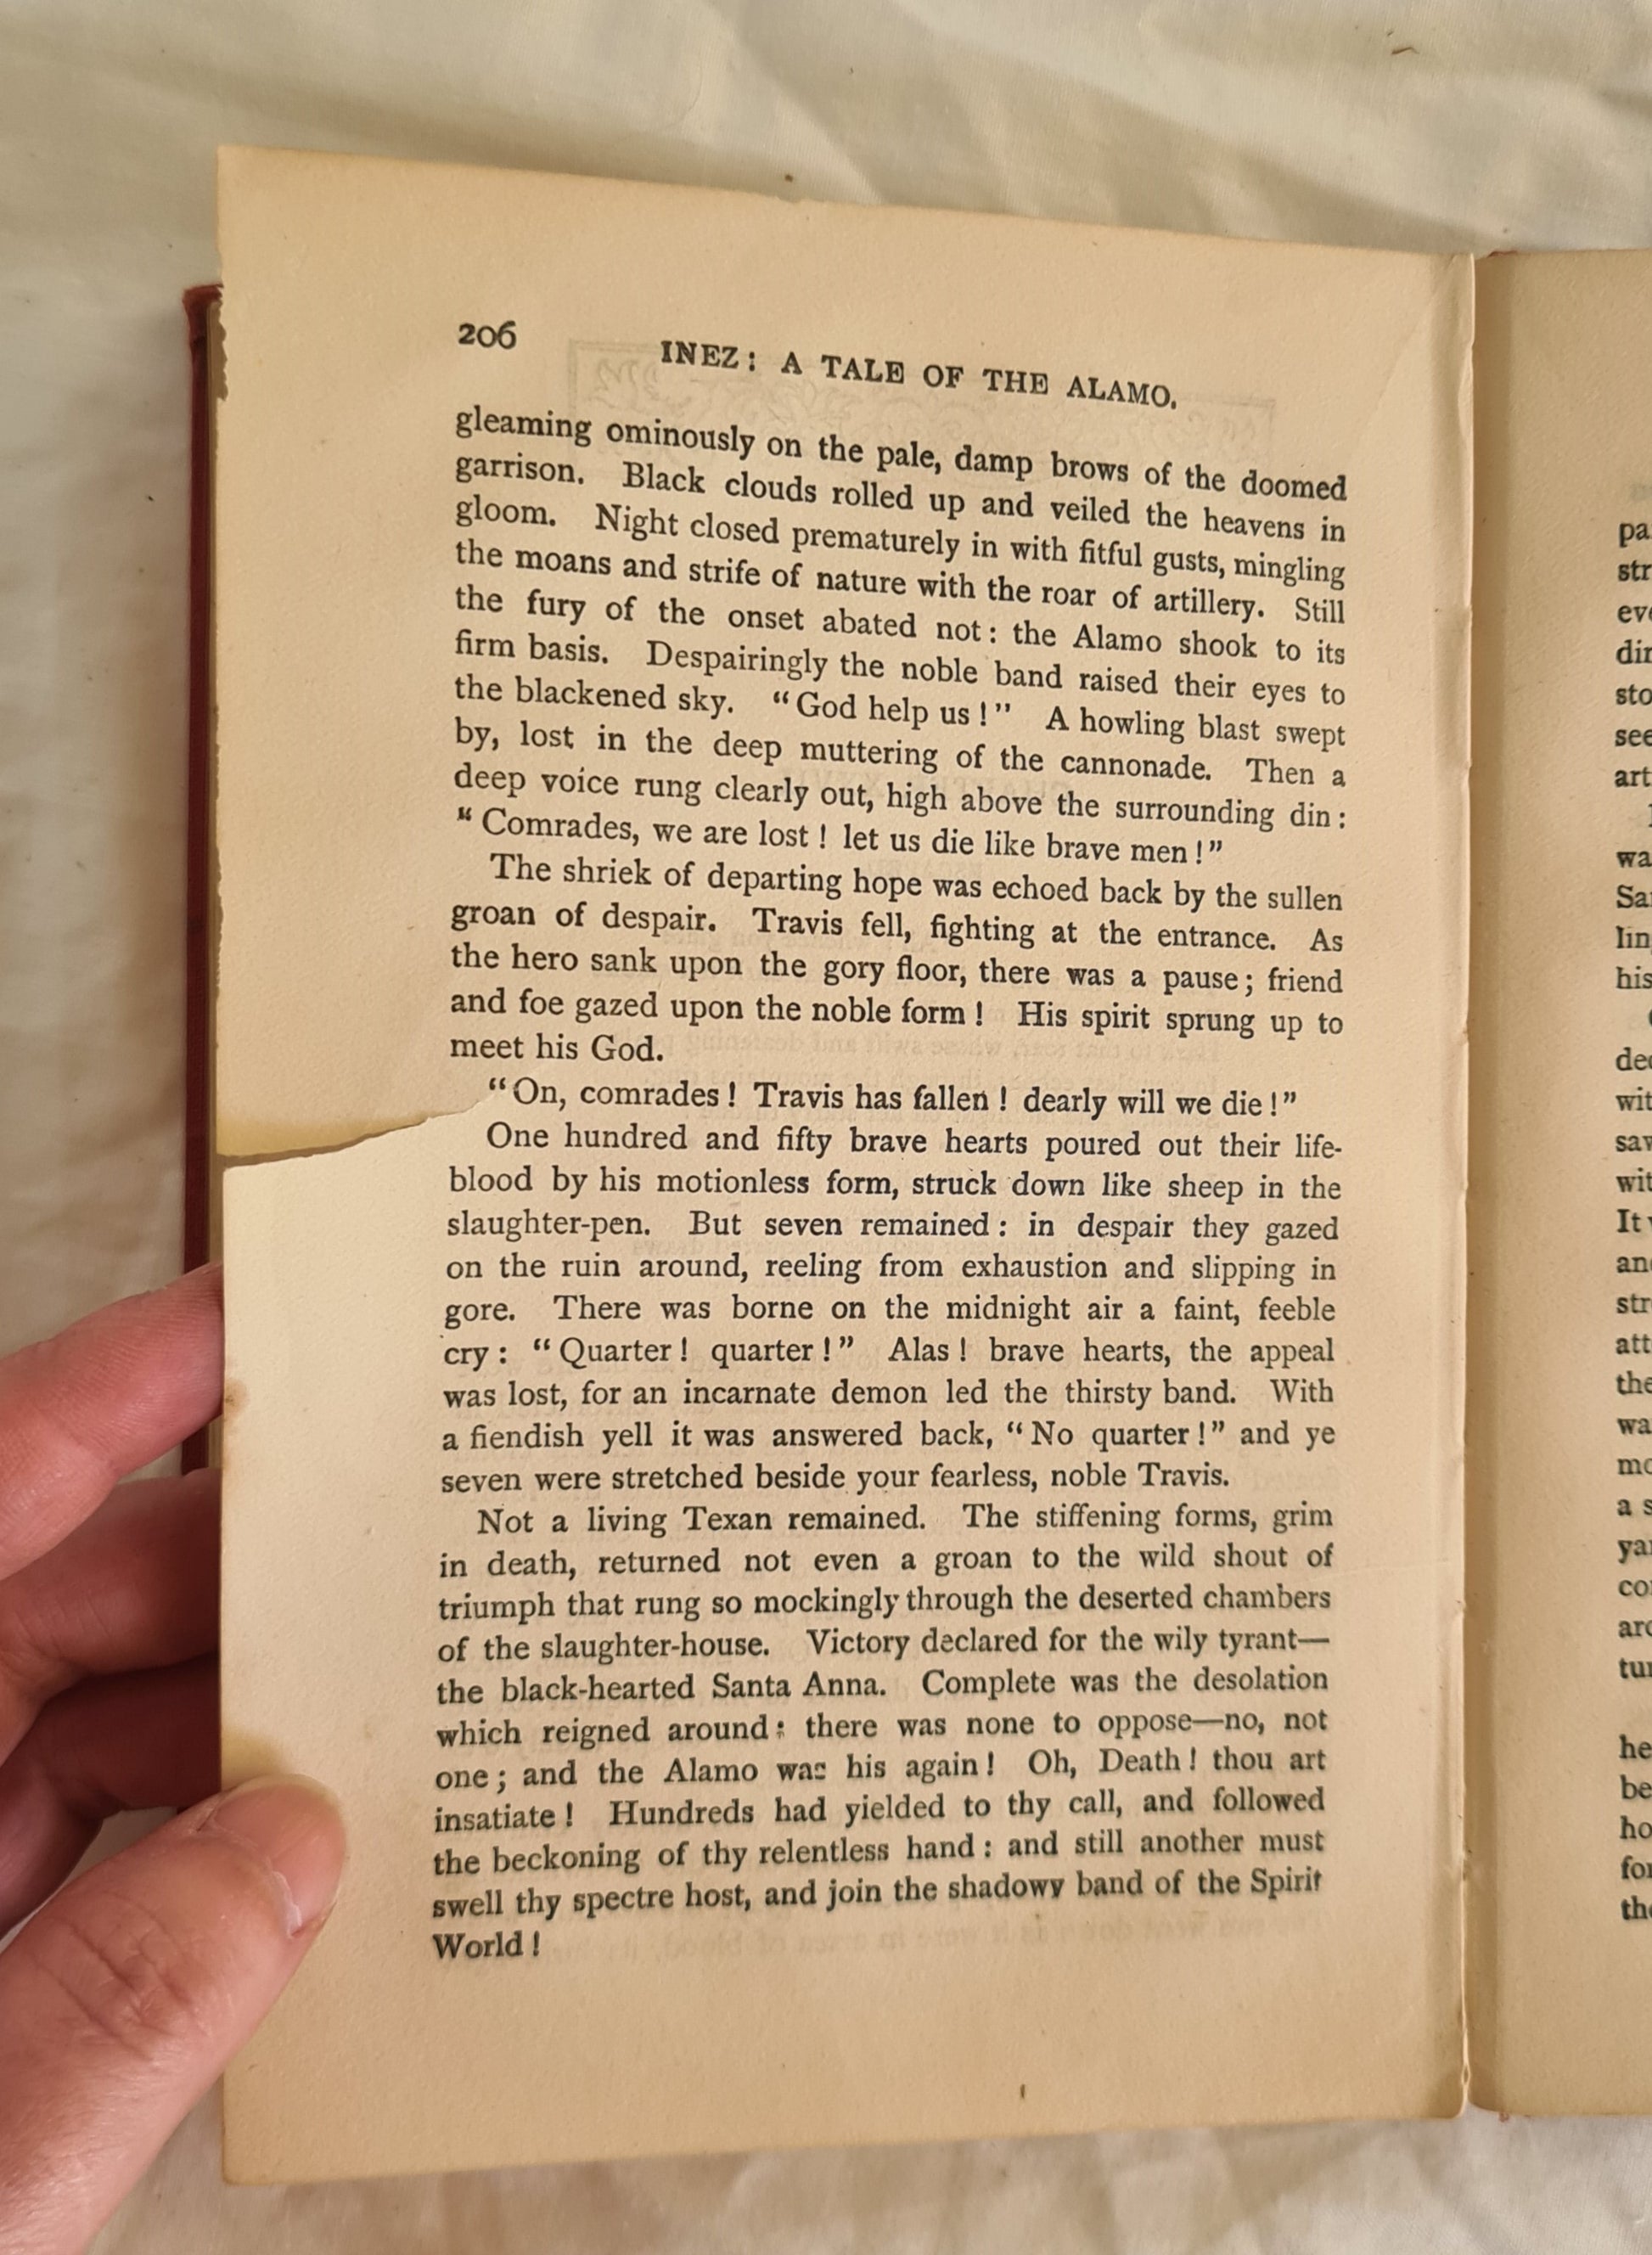 206
INEZ: A TALE OF THE ALAMO.
gleaming ominously on the pale, damp brows of the doomed
garrison. Black clouds rolled up and veiled the heavens in
gloom. Night closed prematurely in with fitful gusts, mingling
the moans and strife of nature with the roar of artillery. Still
the fury of the onset abated not: the Alamo shook to its
firm basis. Despairingly the noble band raised their eyes to
the blackened sky. "God help us!" A howling blast swept
by, lost in the deep muttering of the cannonade. Then a
deep voice rung clearly out, high above the surrounding din:
"Comrades, we are lost! let us die like brave men!"
The shriek of departing hope was echoed back by the sullen
groan of despair. Travis fell, fighting at the entrance. As
the hero sank upon the gory floor, there was a pause; friend
and foe gazed upon the noble form! His spirit sprung up to
meet his God.
"On, comrades! Travis has fallen! dearly will we die!"
One hundred and fifty brave hearts poured out their life-
blood by his motionless form, struck down like sheep in the
slaughter-pen. But seven remained: in despair they gazed
on the ruin around, reeling from exhaustion and slipping in
gore. There was borne on the midnight air a faint, feeble
cry: "Quarter! quarter!" Alas! brave hearts, the appeal
was lost, for an incarnate demon led the thirsty band. With
a fiendish yell it was answered back, "No quarter!" and ye
seven were stretched beside your fearless, noble Travis.
Not a living Texan remained. The stiffening forms, grim
in death, returned not even a groan to the wild shout of
triumph that rung so mockingly through the deserted chambers
of the slaughter-house. Victory declared for the wily tyrant—
the black-hearted Santa Anna. Complete was the desolation
which reigned around: there was none to oppose—no, not
one; and the Alamo was his again! Oh, Death! thou art
insatiate! Hundreds had yielded to thy call, and followed
the beckoning of thy relentless hand: and still another must
swell thy spectre host, and join the shadowy band of the Spirit
World!